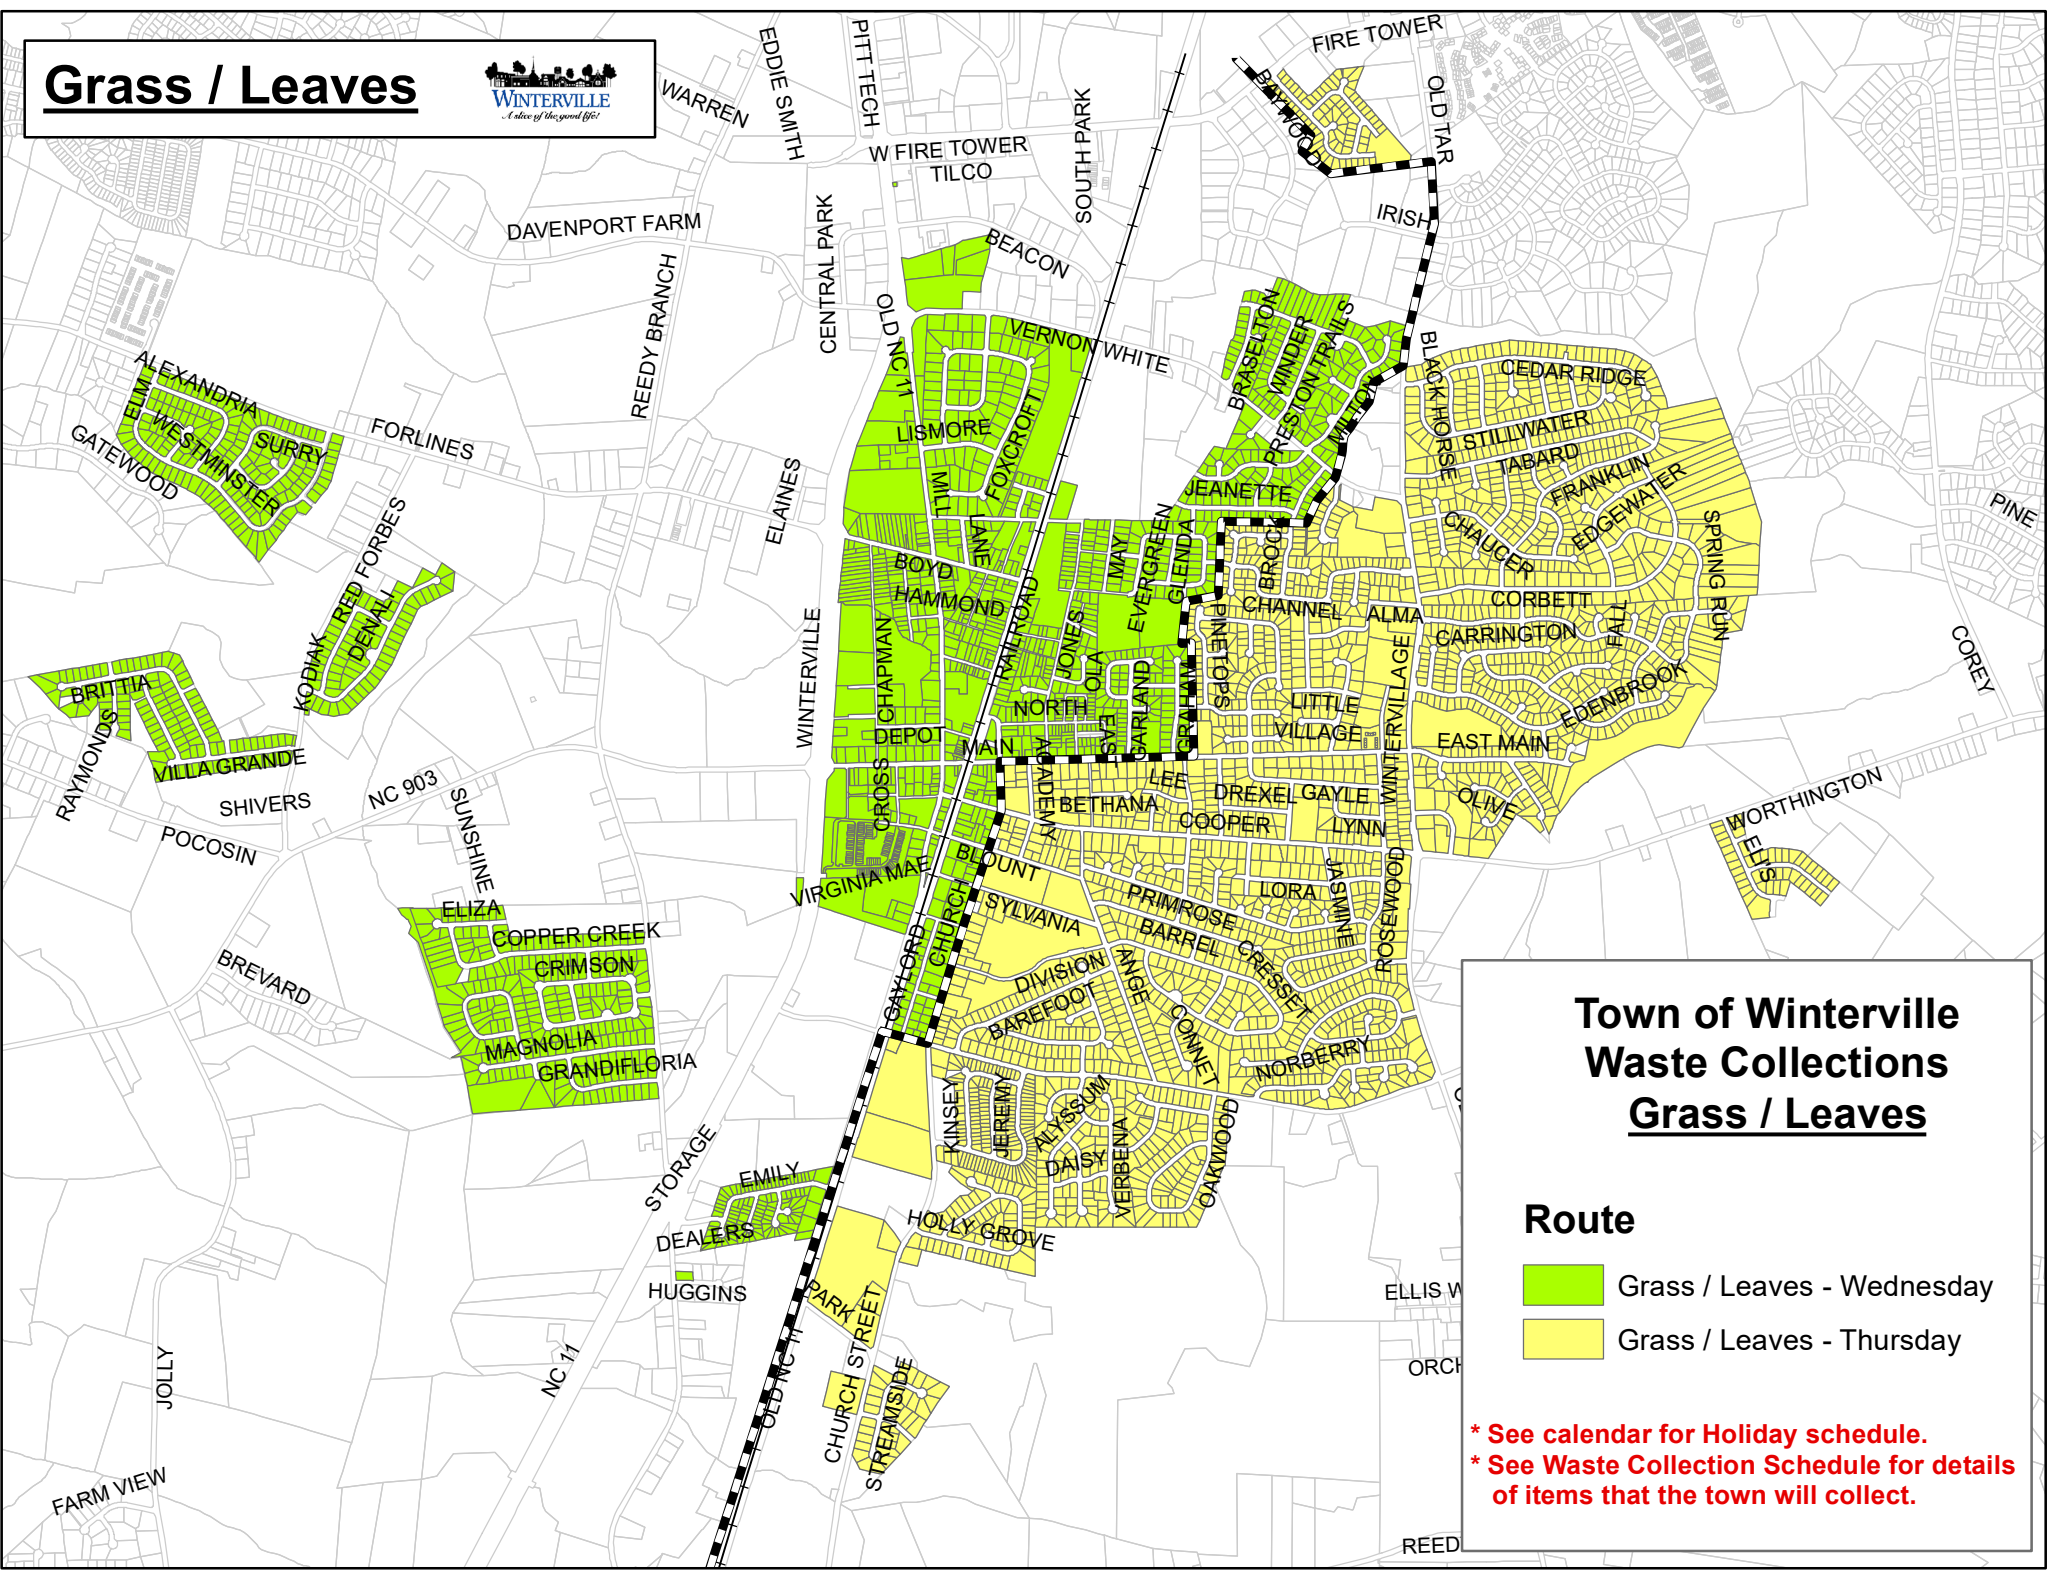 Grass / Leaves
WINTERVILLE
A slice of the good life!
FIRE TOWER
BAYWOOD
OLD TAR
IRISH
EDDIE SMITH
PITT TECH
WARREN
W FIRE TOWER
TILCO
SOUTH PARK
DAVENPORT FARM
CENTRAL PARK
BEACON
REEDY BRANCH
OLD NC 11
VERNON WHITE
BRASELTON
WINDER
PRESTON TRAILS
MILTON
BLACK HORSE
CEDAR RIDGE
ALEXANDRIA
ELM
WESTMINSTER
SURRY
GATEWOOD
FORLINES
LISMORE
FOXCROFT
STILLWATER
TABARD
FRANKLIN
EDGEWATER
PINE
ELAINES
MILL
LANE
JEANETTE
CHAUCER
SPRING RUN
RED FORBES
BOYD
HAMMOND
RAILROAD
MAY
EVERGREEN
GLENDA
BROCK
CHANNEL
ALMA
CORBETT
CARRINGTON
FALL
DENALI
KODIAK
WINTERVILLE
CHAPMAN
JONES
OLA
GARLAND
GRAHAM
PINETOPS
LITTLE
VILLAGE
WINTERVILLAGE
EDENBROOK
COREY
BRITTIA
RAYMONDS
VILLA GRANDE
SHIVERS
NC 903
POCOSIN
SUNSHINE
DEPOT
MAIN
NORTH
EAST
ACADEMY
CROSS
LEE
BETHANA
DREXEL
GAYLE
COOPER
LYNN
EAST MAIN
OLIVE
WORTHINGTON
ELI'S
VIRGINIA MAE
BLOUNT
CHURCH
SYLVANIA
PRIMROSE
BARREL
LORA
JASMINE
ROSEWOOD
ELIZA
COPPER CREEK
CRIMSON
BREVARD
MAGNOLIA
GRANDIFLORIA
GAYLORD
DIVISION
BAREFOOT
ANGE
CRESSET
CONNET
NORBERRY
KINSEY
JEREMY
ALYSSUM
DAISY
VERBENA
OAKWOOD
STORAGE
EMILY
DEALERS
HUGGINS
HOLLY GROVE
PARK
CHURCH STREET
STREAMSIDE
OLD NC 11
NC 11
JOLLY
FARM VIEW
ELLIS W
ORCH
REED
Town of Winterville
Waste Collections
Grass / Leaves
Route
Grass / Leaves - Wednesday
Grass / Leaves - Thursday
* See calendar for Holiday schedule.
* See Waste Collection Schedule for details
of items that the town will collect.